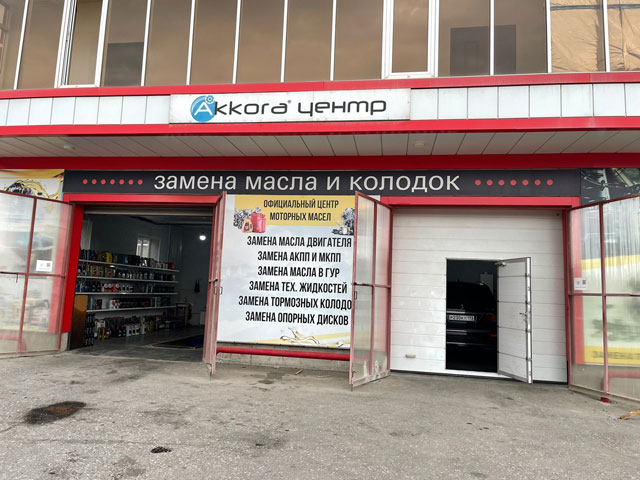 Аккога® центр
замена масла и колодок
ОФИЦИАЛЬНЫЙ ЦЕНТР
МОТОРНЫХ МАСЕЛ
ЗАМЕНА МАСЛА ДВИГАТЕЛЯ
ЗАМЕНА АКПП И МКПП
ЗАМЕНА МАСЛА В ГУР
ЗАМЕНА ТЕХ. ЖИДКОСТЕЙ
ЗАМЕНА ТОРМОЗНЫХ КОЛОДО
ЗАМЕНА ОПОРНЫХ ДИСКОВ